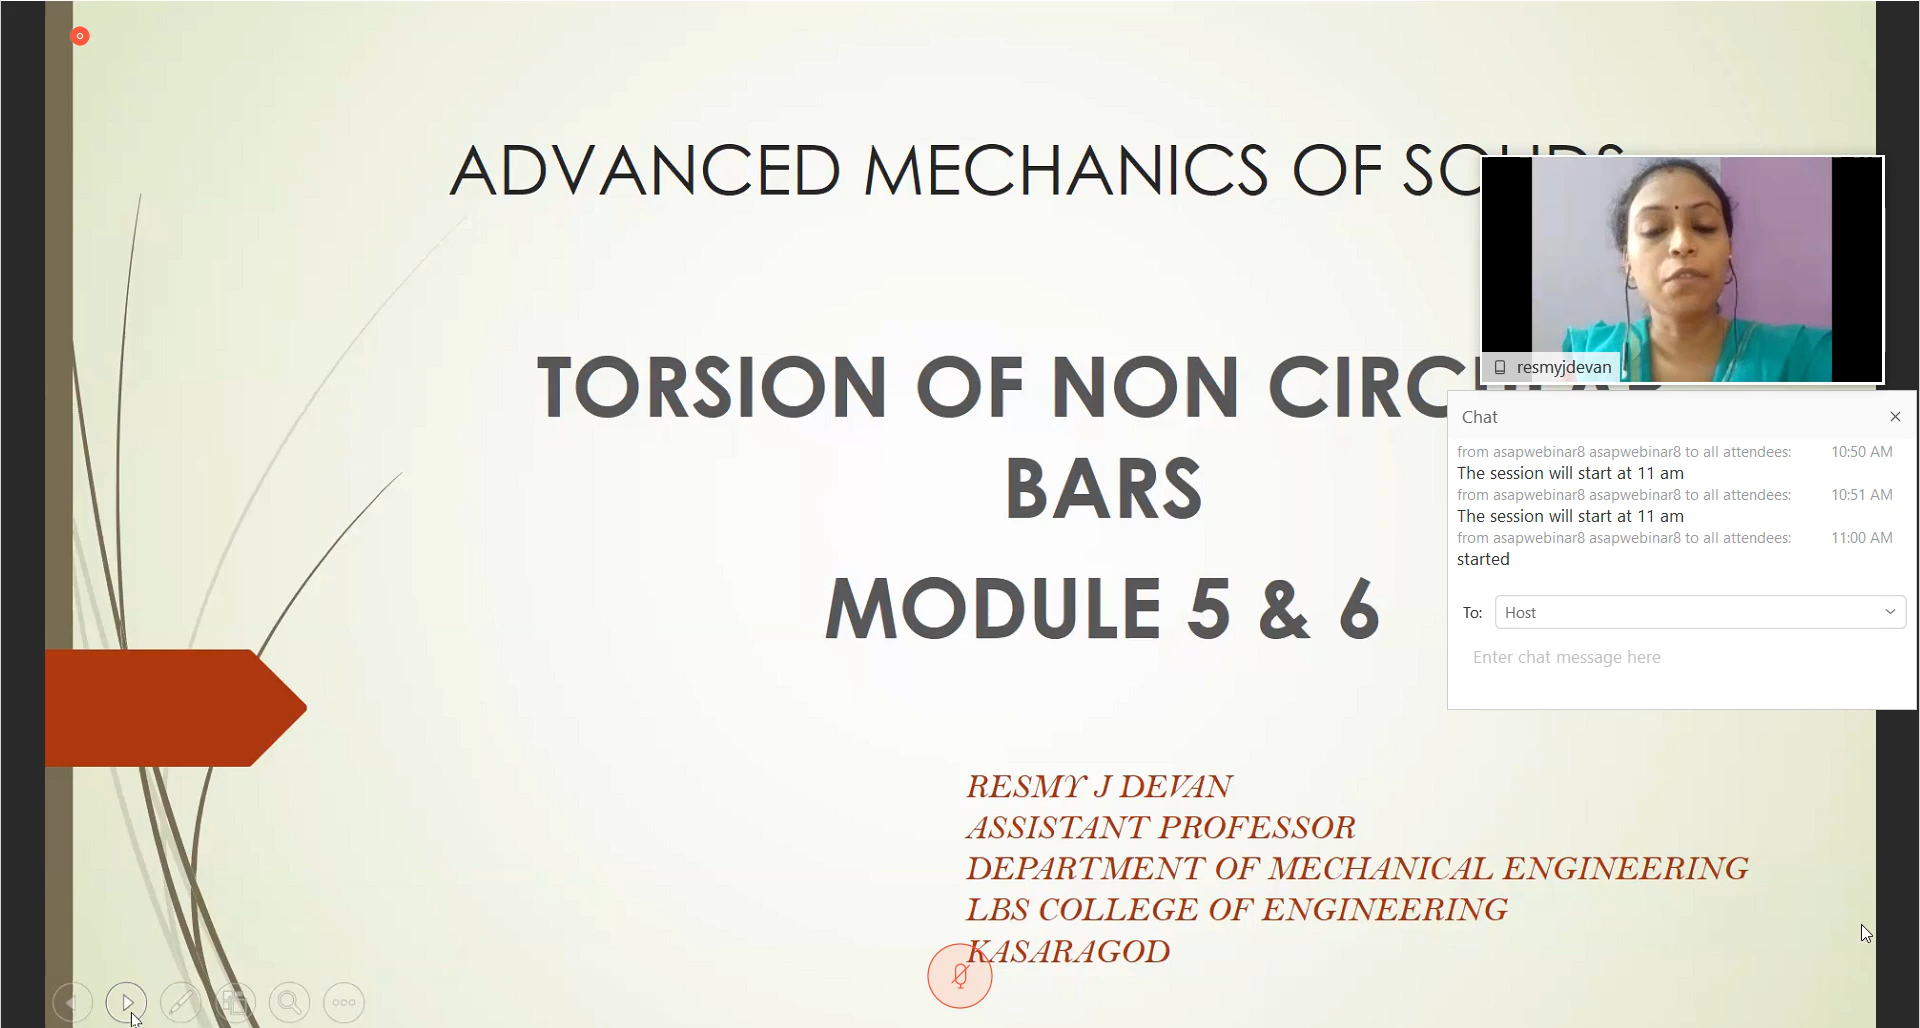 ADVANCED MECHANICS OF
TORSION OF NON
BARS
MODULE 5 & 6
RESMY J DEVAN
ASSISTANT PROFESSOR
DEPARTMENT OF MECHANICAL ENGINEERING
LBS COLLEGE OF ENGINEERING
KASARAGOD
resmyjdevan
Chat
from asapwebinar8 asapwebinar8 to all attendees: 10:50 AM
The session will start at 11 am
from asapwebinar8 asapwebinar8 to all attendees: 10:51 AM
The session will start at 11 am
from asapwebinar8 asapwebinar8 to all attendees: 11:00 AM
started
To: Host
Enter chat message here